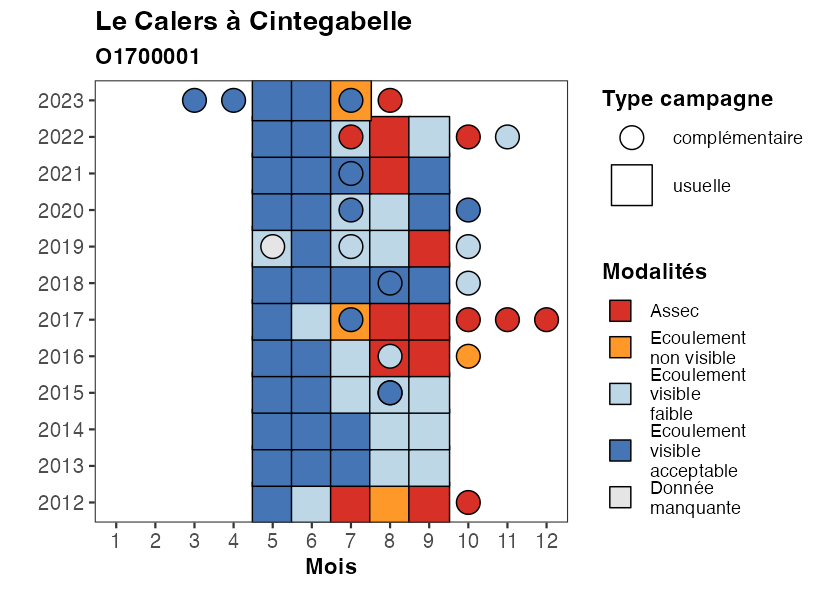 Le Calers à Cintegabelle
O1700001
2023
2022
2021
2020
2019
2018
2017
2016
2015
2014
2013
2012
1 2 3 4 5 6 7 8 9 10 11 12
Mois
Type campagne
complémentaire
usuelle
Modalités
Assec
Ecoulement
non visible
Ecoulement
visible
faible
Ecoulement
visible
acceptable
Donnée
manquante